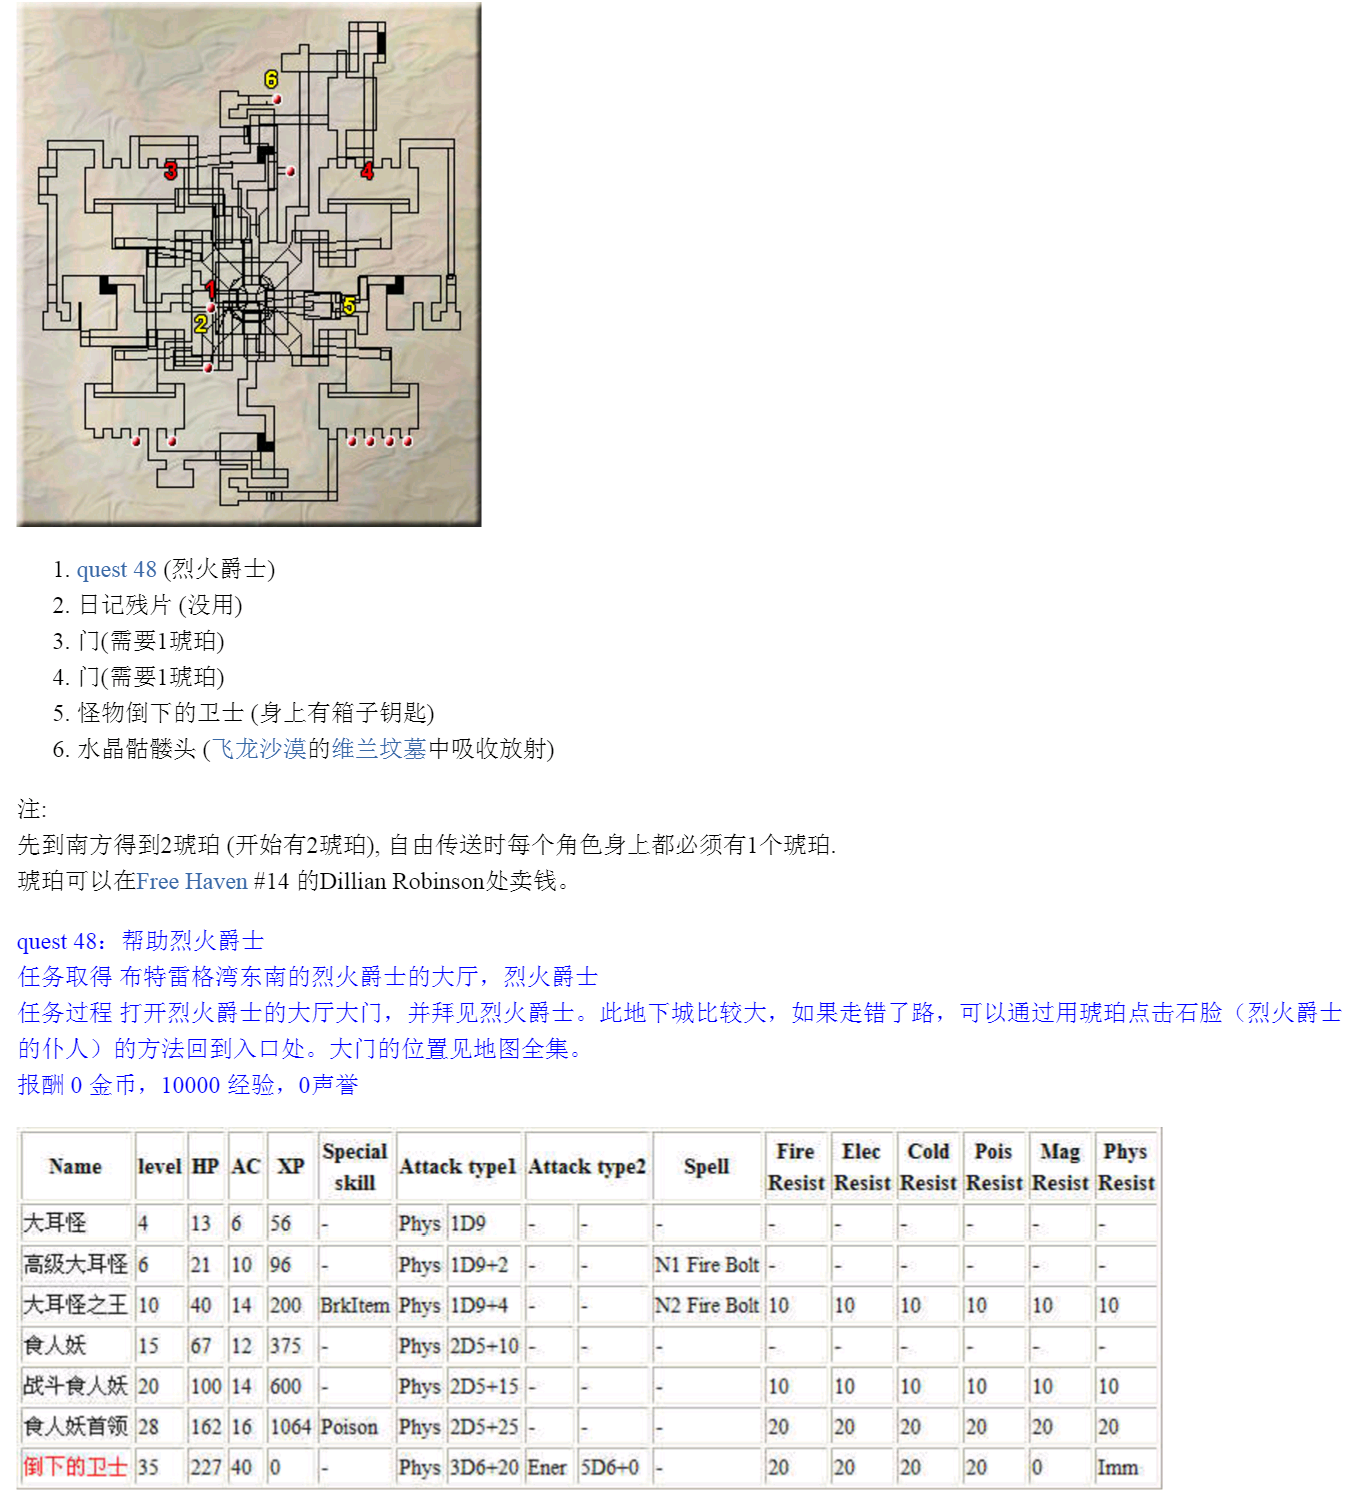 6
3
4
1
5
2
1. quest 48 (烈火爵士)
2. 日记残片 (没用)
3. 门(需要1琥珀)
4. 门(需要1琥珀)
5. 怪物倒下的卫士 (身上有箱子钥匙)
6. 水晶骷髅头 (飞龙沙漠的维兰坟墓中吸收放射)
注:
先到南方得到2琥珀 (开始有2琥珀), 自由传送时每个角色身上都必须有1个琥珀.
琥珀可以在Free Haven #14 的Dillian Robinson处卖钱。
quest 48：帮助烈火爵士
任务取得 布特雷格湾东南的烈火爵士的大厅，烈火爵士
任务过程 打开烈火爵士的大厅大门，并拜见烈火爵士。此地下城比较大，如果走错了路，可以通过用琥珀点击石脸（烈火爵士
的仆人）的方法回到入口处。大门的位置见地图全集。
报酬 0 金币，10000 经验，0声誉
Name level HP AC XP Special skill Attack type1 Attack type2 Spell Fire Resist Elec Resist Cold Resist Pois Resist Mag Resist Phys Resist
大耳怪 4 13 6 56 - Phys 1D9 - - - - - - - - -
高级大耳怪 6 21 10 96 - Phys 1D9+2 - - N1 Fire Bolt - - - - - -
大耳怪之王 10 40 14 200 BrkItem Phys 1D9+4 - - N2 Fire Bolt 10 10 10 10 10 10
食人妖 15 67 12 375 - Phys 2D5+10 - - - - - - - - -
战斗食人妖 20 100 14 600 - Phys 2D5+15 - - - 10 10 10 10 10 10
食人妖首领 28 162 16 1064 Poison Phys 2D5+25 - - - 20 20 20 20 20 20
倒下的卫士 35 227 40 0 - Phys 3D6+20 Ener 5D6+0 - 20 20 20 20 0 Imm